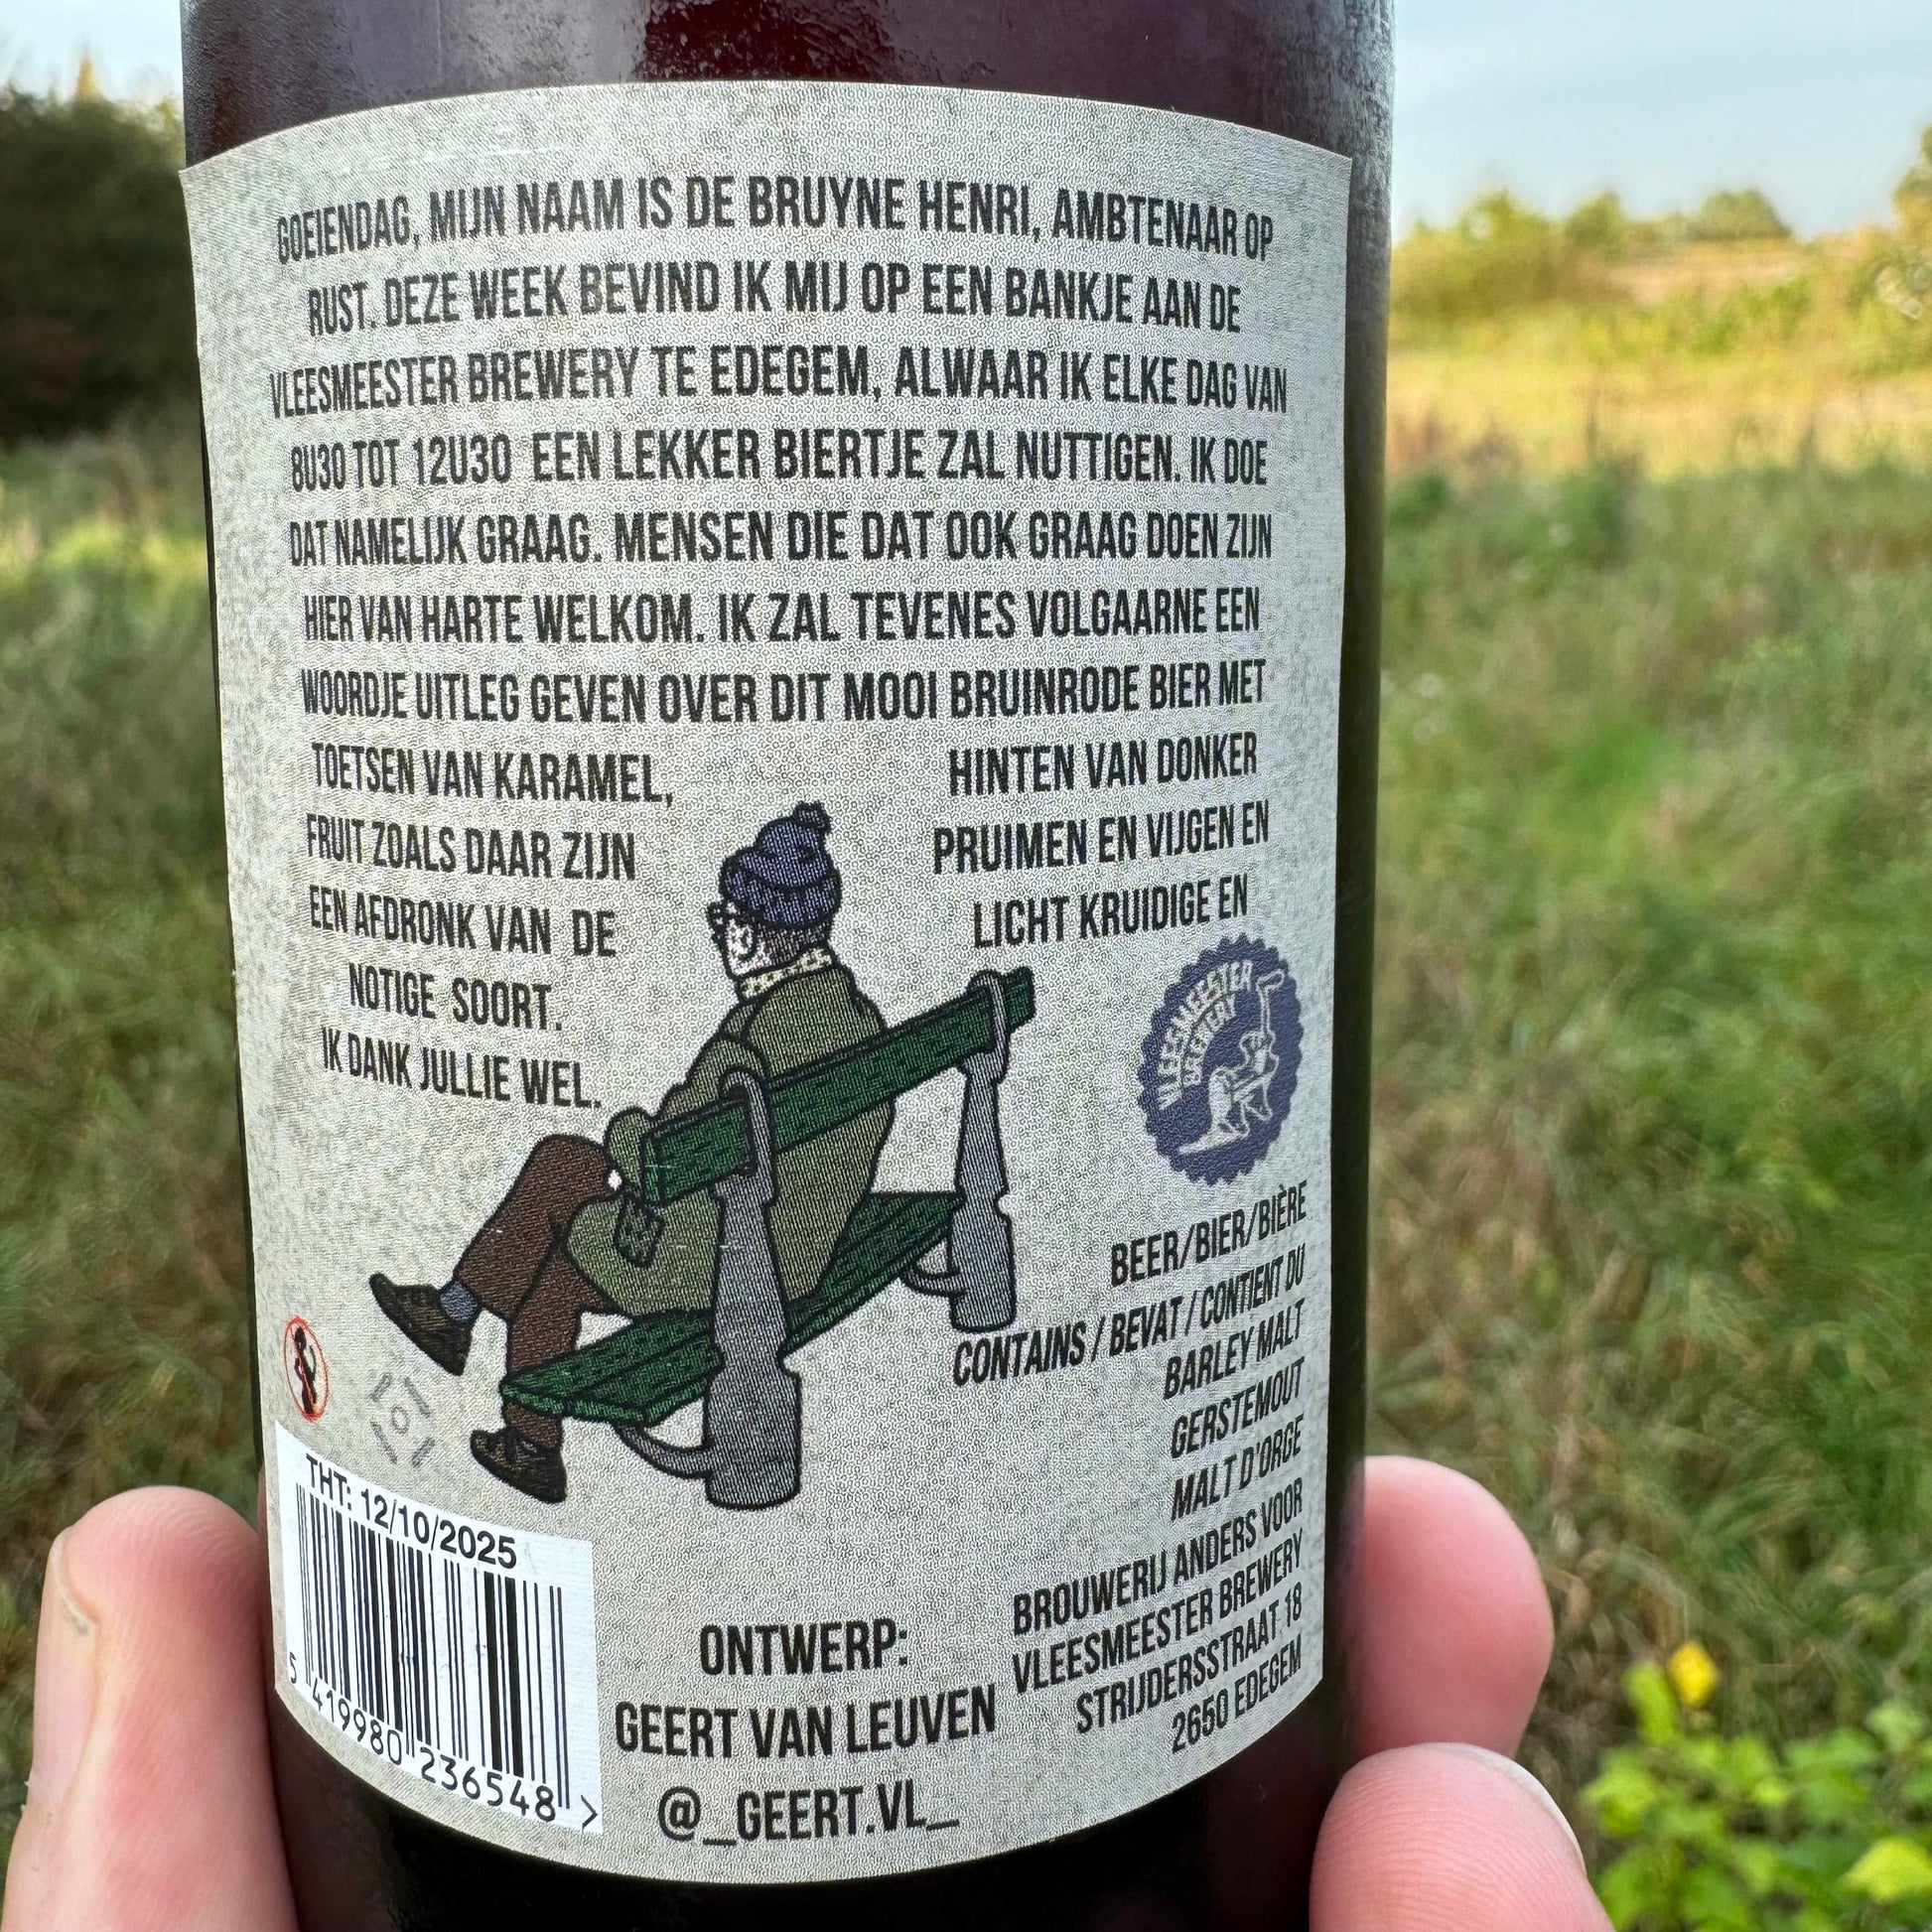 GOEIENDAG, MIJN NAAM IS DE BRUYNE HENRI, AMBTENAAR OP
RUST. DEZE WEEK BEVIND IK MIJ OP EEN BANKJE AAN DE
VLEESMEESTER BREWERY TE EDEGEM, ALWAAR IK ELKE DAG VAN
8U30 TOT 12U30 EEN LEKKER BIERTJE ZAL NUTTIGEN. IK DOE
DAT NAMELIJK GRAAG. MENSEN DIE DAT OOK GRAAG DOEN ZIJN
HIER VAN HARTE WELKOM. IK ZAL TEVENES VOLGAARNE EEN
WOORDJE UITLEG GEVEN OVER DIT MOOI BRUINRODE BIER MET
TOETSEN VAN KARAMEL, HINTEN VAN DONKER
FRUIT ZOALS DAAR ZIJN PRUIMEN EN VIJGEN EN
EEN AFDRONK VAN DE LICHT KRUIDIGE EN
NOTIGE SOORT.
IK DANK JULLIE WEL.
VLEESMEESTER
BREWERY
BEER/BIER/BIÈRE
CONTAINS / BEVAT / CONTIENT DU
BARLEY MALT
GERSTEMOUT
MALT D'ORGE
BROUWERIJ ANDERS VOOR
VLEESMEESTER BREWERY
STRIJDERSSTRAAT 18
2650 EDEGEM
THT: 12/10/2025
5 419980 236548 >
ONTWERP:
GEERT VAN LEUVEN
@_GEERT.VL_